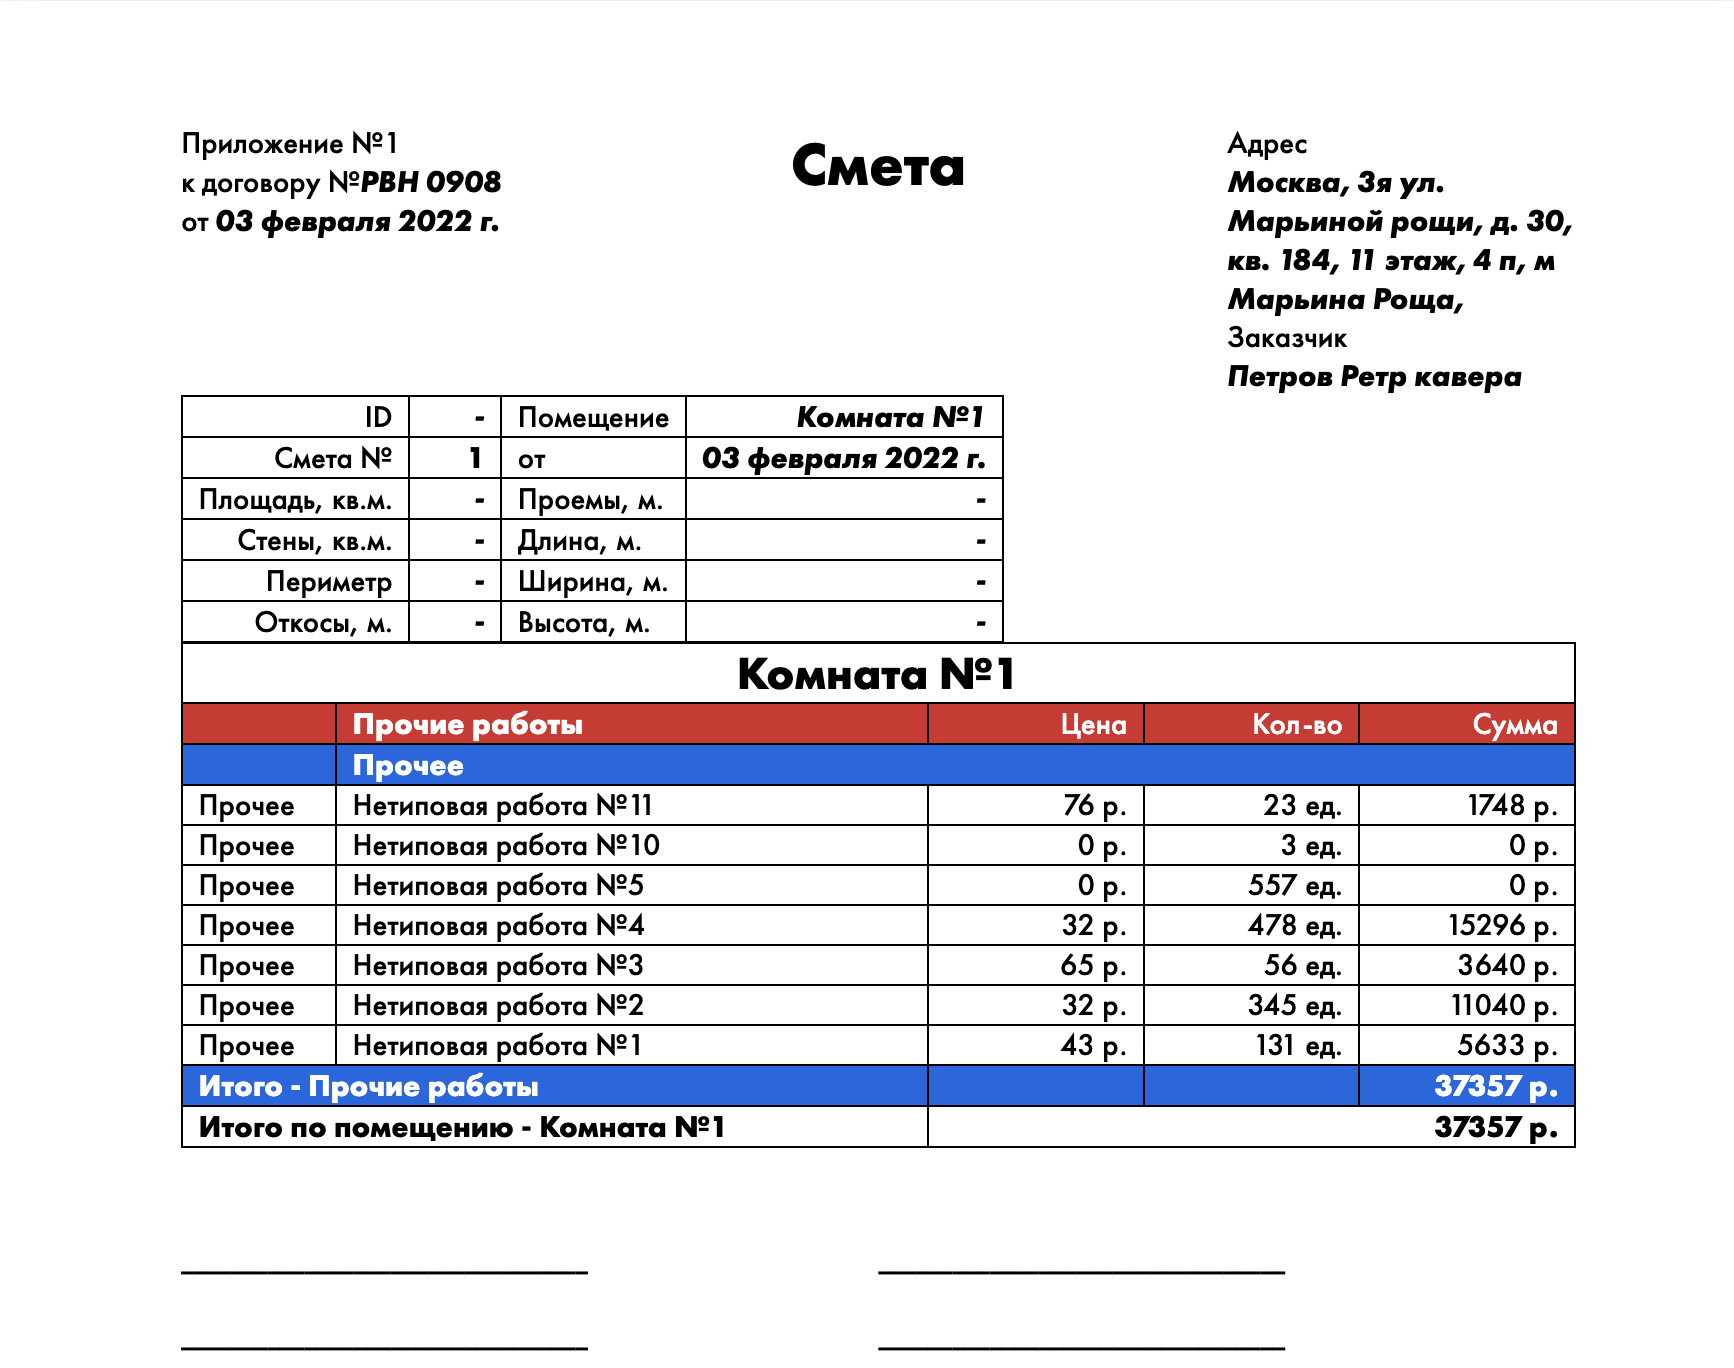 Приложение №1
к договору №РВН 0908
от 03 февраля 2022 г.
Смета
Адрес
Москва, 3я ул.
Марьиной рощи, д. 30,
кв. 184, 11 этаж, 4 п, м
Марьина Роща,
Заказчик
Петров Ретр кавера
ID - Помещение Комната №1
Смета № 1 от 03 февраля 2022 г.
Площадь, кв.м. - Проемы, м. -
Стены, кв.м. - Длина, м. -
Периметр - Ширина, м. -
Откосы, м. - Высота, м. -
Комната №1
Прочие работы Цена Кол-во Сумма
Прочее
Прочее Нетиповая работа №11 76 р. 23 ед. 1748 р.
Прочее Нетиповая работа №10 0 р. 3 ед. 0 р.
Прочее Нетиповая работа №5 0 р. 557 ед. 0 р.
Прочее Нетиповая работа №4 32 р. 478 ед. 15296 р.
Прочее Нетиповая работа №3 65 р. 56 ед. 3640 р.
Прочее Нетиповая работа №2 32 р. 345 ед. 11040 р.
Прочее Нетиповая работа №1 43 р. 131 ед. 5633 р.
Итого - Прочие работы 37357 р.
Итого по помещению - Комната №1 37357 р.